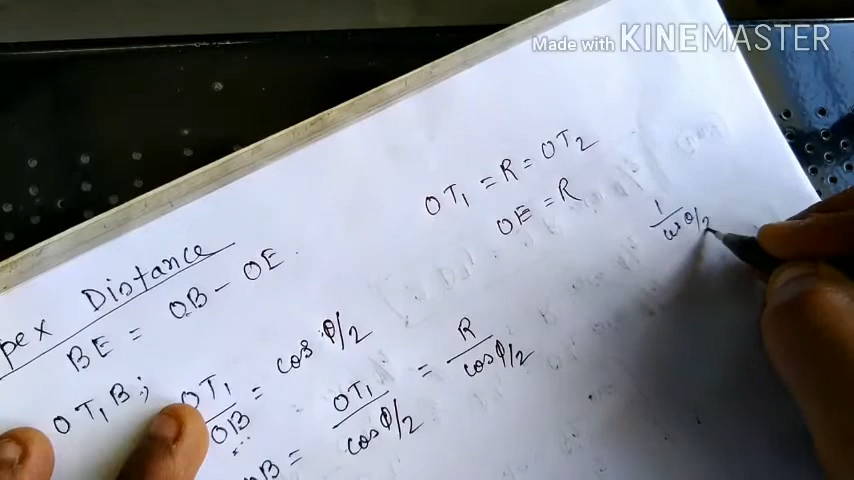 Made with KINEMASTER
OT1 = R = OT2
OE = R
1/cos θ/2
pex Distance
BE = OB - OE
OT1B;
OT1/OB = cos φ/2
OB = OT1/cos φ/2 = R/cos φ/2